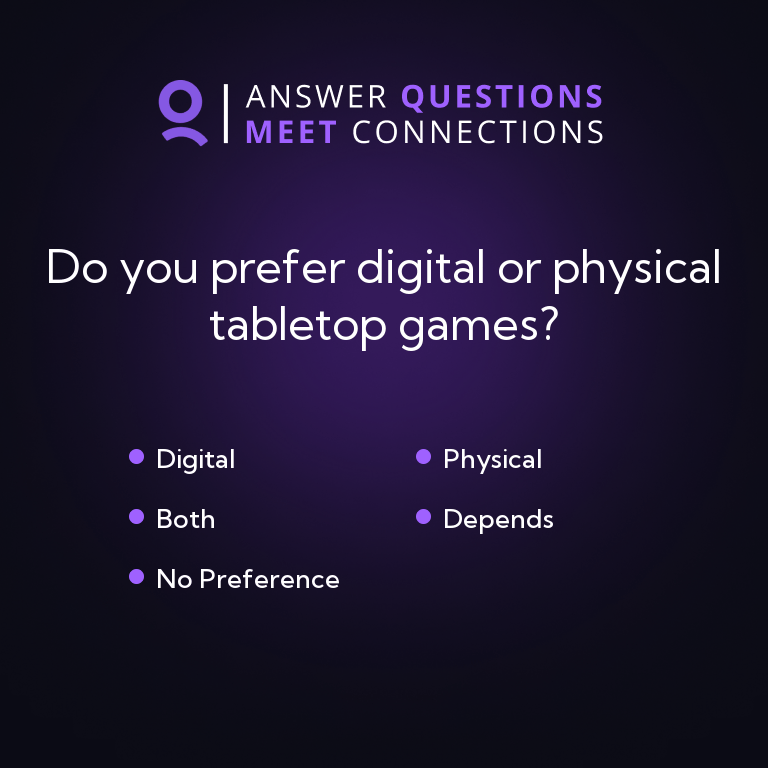 ANSWER QUESTIONS
MEET CONNECTIONS
Do you prefer digital or physical
tabletop games?
Digital
Physical
Both
Depends
No Preference